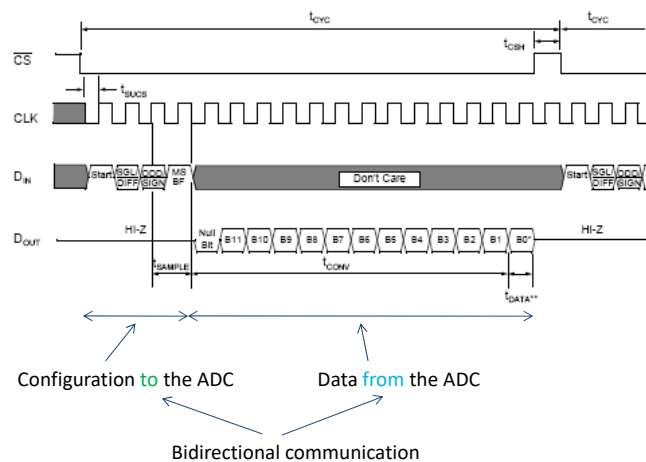 tCYC tCYC
tCSH
CS
tSUCS
CLK
DIN Start SGL/DIFF ODD/SIGN MS BF Don't Care Start SGL/DIFF ODD/SIGN
DOUT HI-Z Null Bit B11 B10 B9 B8 B7 B6 B5 B4 B3 B2 B1 B0* HI-Z
tSAMPLE tCONV
tDATA**
Configuration to the ADC Data from the ADC
Bidirectional communication